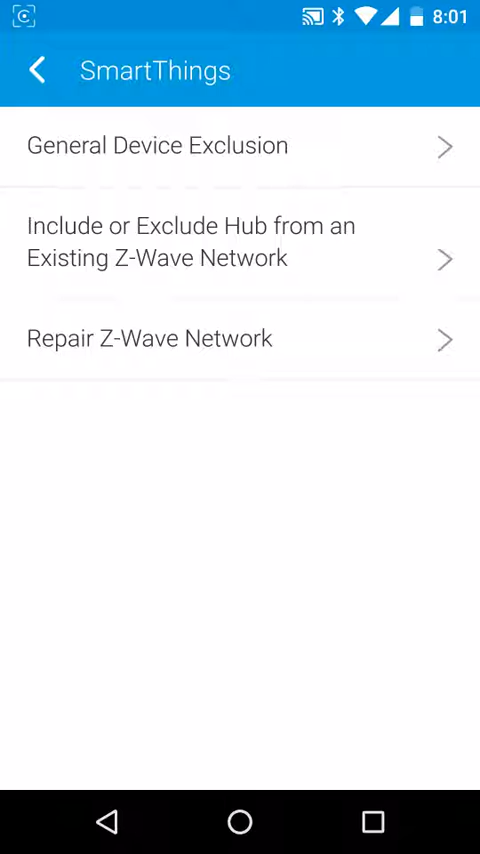 8:01
SmartThings
General Device Exclusion
Include or Exclude Hub from an
Existing Z-Wave Network
Repair Z-Wave Network